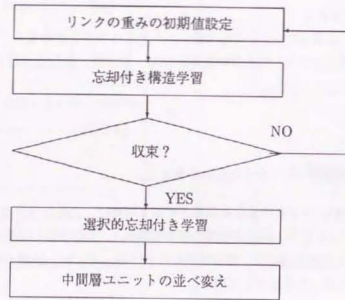 リンクの重みの初期値設定
忘却付き構造学習
収束？
NO
YES
選択的忘却付き学習
中間層ユニットの並べ変え